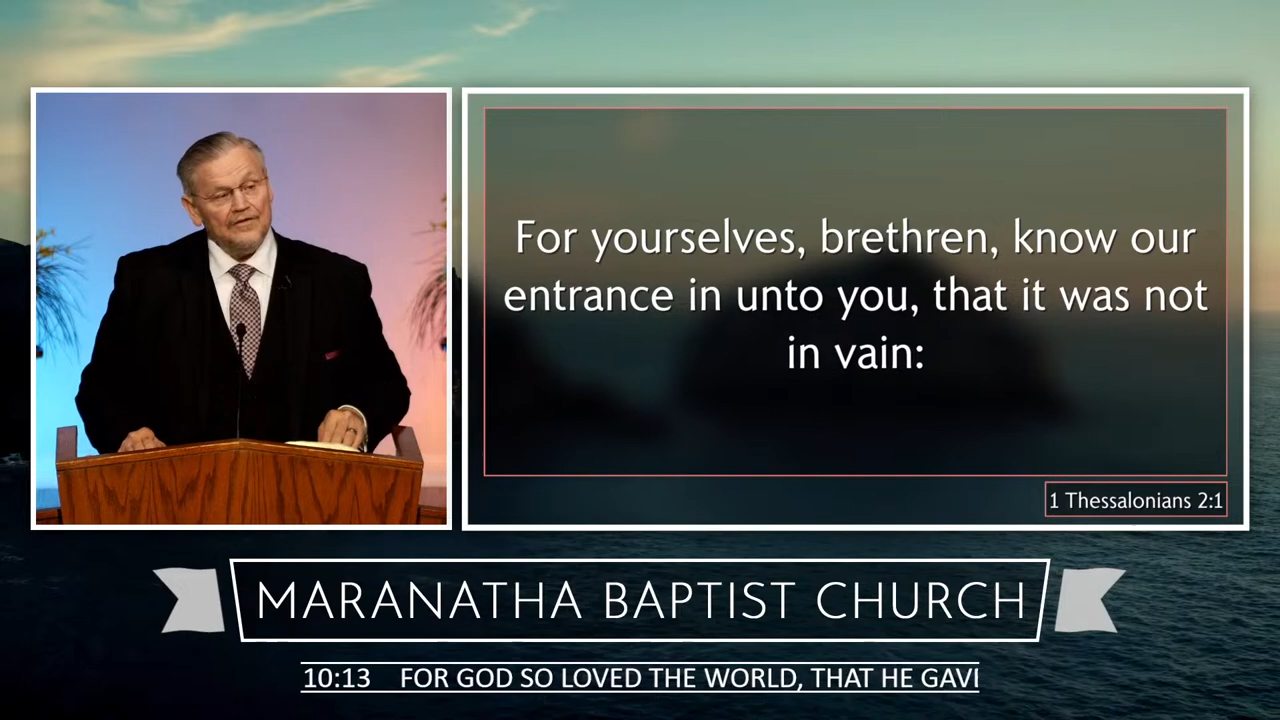 For yourselves, brethren, know our
entrance in unto you, that it was not
in vain:
1 Thessalonians 2:1
MARANATHA BAPTIST CHURCH
10:13 FOR GOD SO LOVED THE WORLD, THAT HE